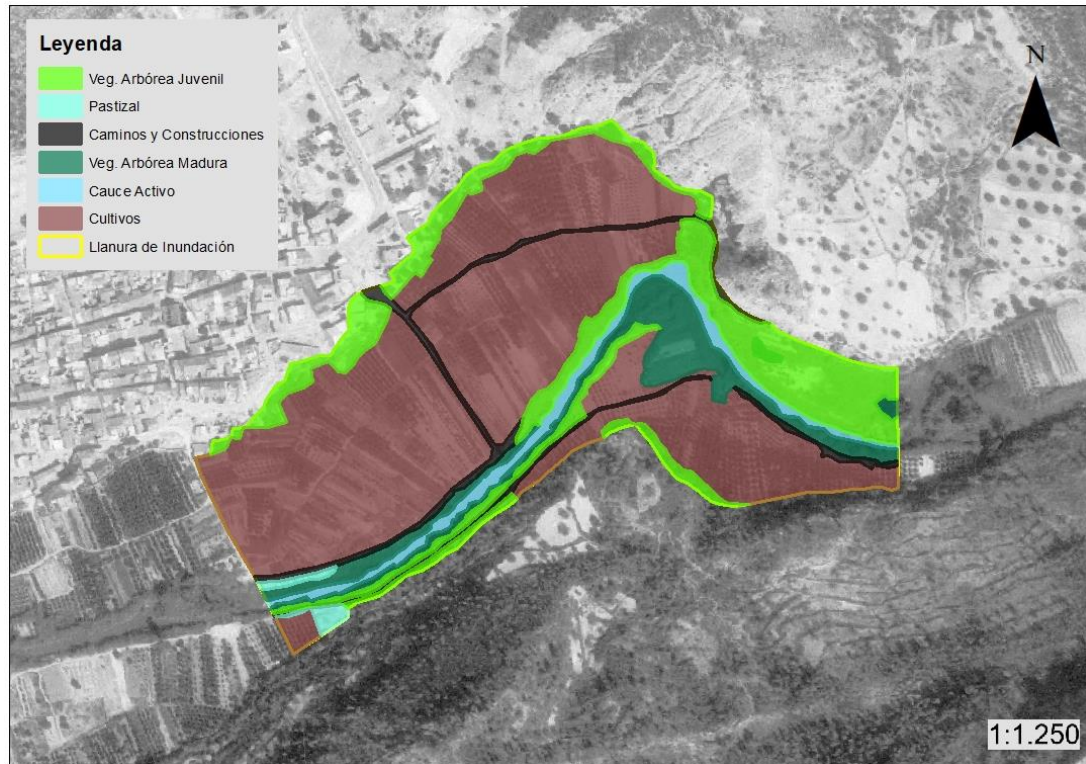 Leyenda
Veg. Arbórea Juvenil
Pastizal
Caminos y Construcciones
Veg. Arbórea Madura
Cauce Activo
Cultivos
Llanura de Inundación
N
1:1.250